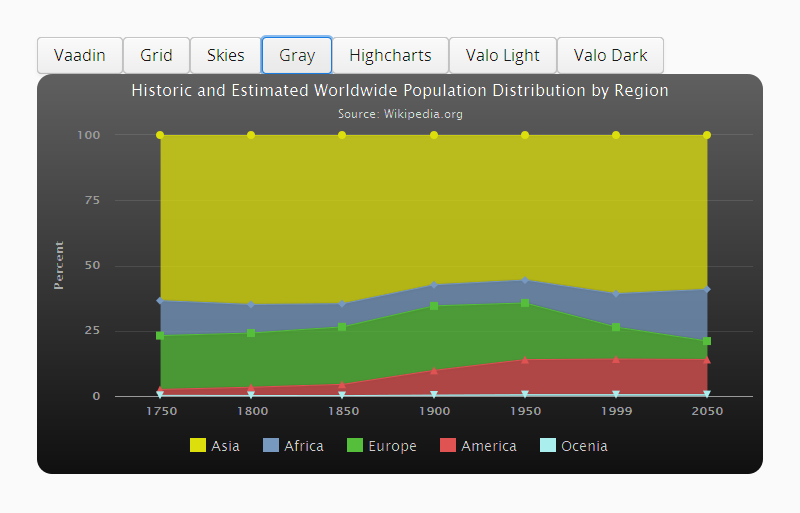 Vaadin Grid Skies Gray Highcharts Valo Light Valo Dark
Historic and Estimated Worldwide Population Distribution by Region
Source: Wikipedia.org
100
75
50
25
0
Percent
1750 1800 1850 1900 1950 1999 2050
Asia Africa Europe America Ocenia